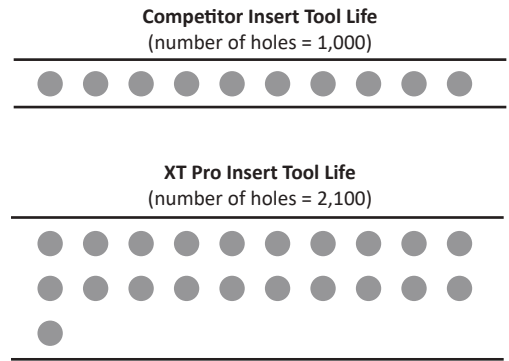 Competitor Insert Tool Life
(number of holes = 1,000)
XT Pro Insert Tool Life
(number of holes = 2,100)